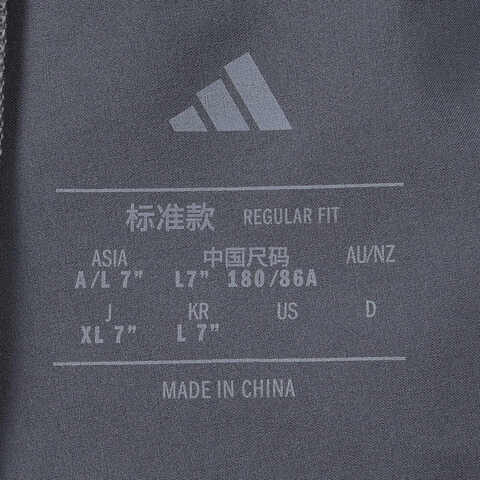 标准款 REGULAR FIT
ASIA 中国尺码 AU/NZ
A/L 7" L7" 180/86A
J KR US D
XL 7" L 7"
MADE IN CHINA